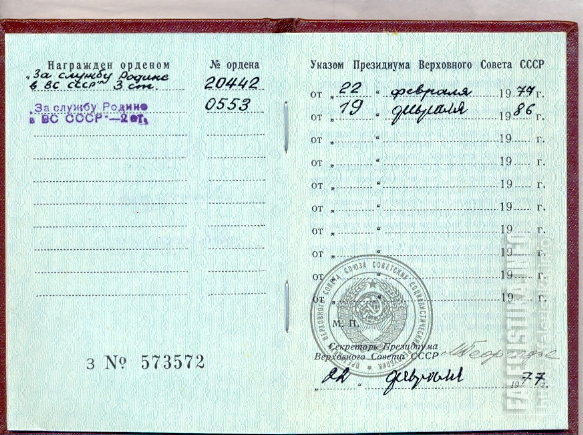 Награжден орденом № ордена
„За службу Родине 20442
в ВС СССР" 3 ст.
„За службу Родине 0553
в ВС СССР"—2 ст.
З № 573572
Указом Президиума Верховного Совета СССР
от „ 22 " февраля 1977 г.
от „ 19 " февраля 1986 г.
от „ " 19 г.
от „ " 19 г.
от „ " 19 г.
от „ " 19 г.
от „ " 19 г.
от „ " 19 г.
от „ " 19 г.
от „ " 19 г.
М. П.
Секретарь Президиума
Верховного Совета СССР
„ 22 " февраля 1977 г.
FALERISTIKA.INFO